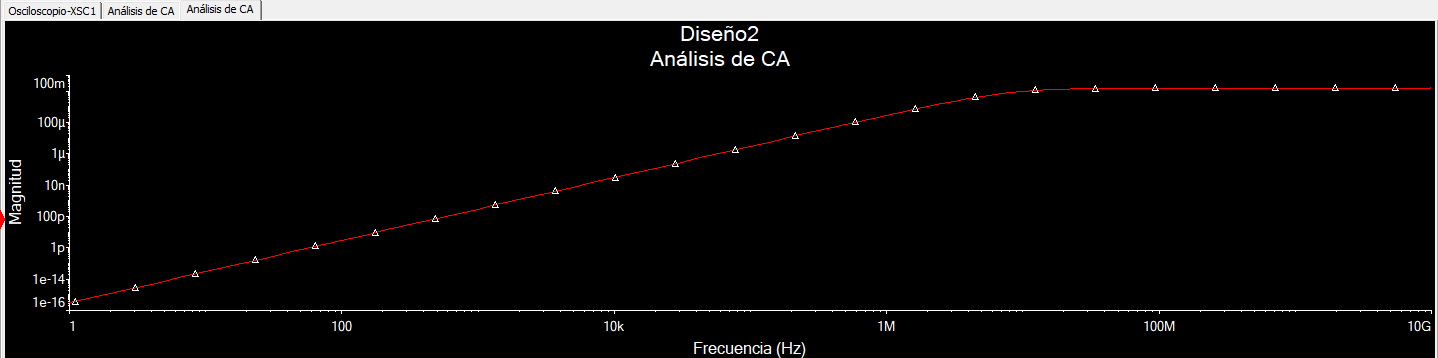 Osciloscopio-XSC1 Análisis de CA Análisis de CA
Diseño2
Análisis de CA
Magnitud
100m
100µ
1µ
10n
100p
1p
1e-14
1e-16
1 100 10k 1M 100M 10G
Frecuencia (Hz)